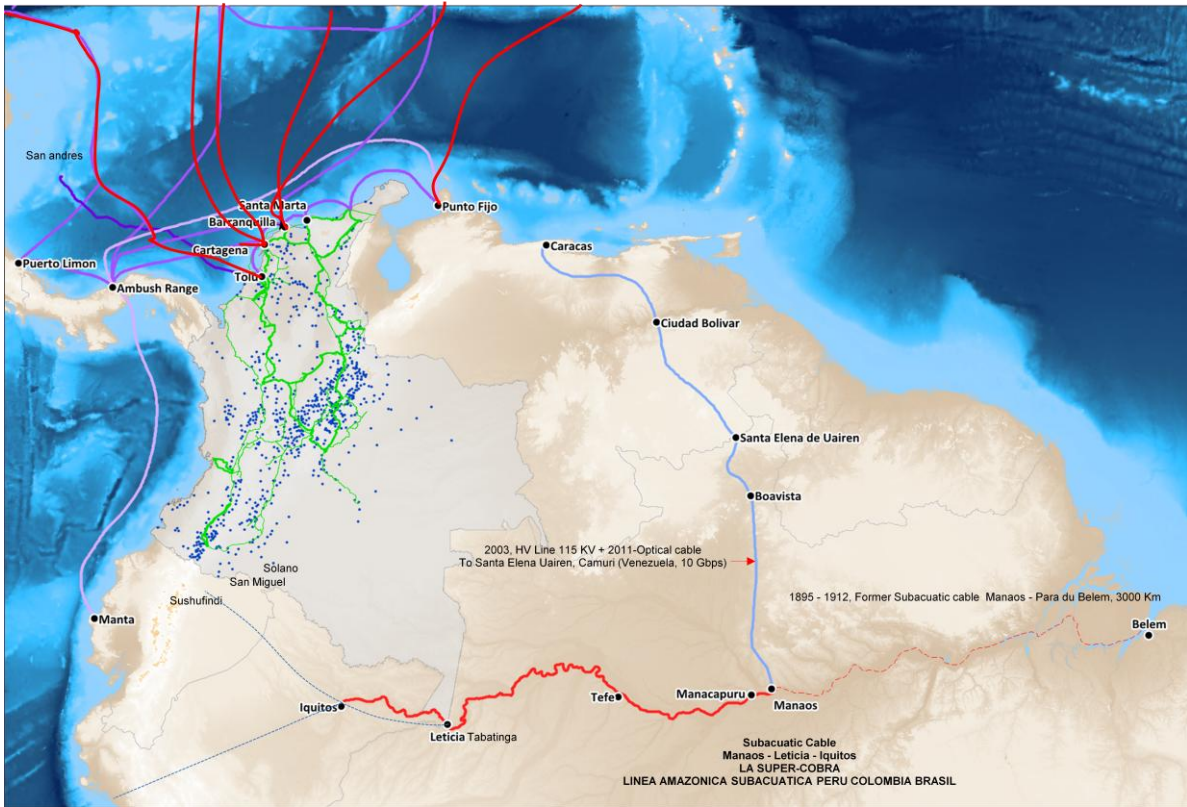 San andres
Santa Marta
Barranquilla
Punto Fijo
Cartagena
Caracas
Puerto Limon
Tolu
Ambush Range
Ciudad Bolivar
Santa Elena de Uairen
Boavista
2003, HV Line 115 KV + 2011-Optical cable
To Santa Elena Uairen, Camuri (Venezuela, 10 Gbps)
Solano
San Miguel
Sushufindi
1895 - 1912, Former Subacuatic cable Manaos - Para du Belem, 3000 Km
Manta
Belem
Iquitos
Tefe
Manacapuru
Manaos
Leticia Tabatinga
Subacuatic Cable
Manaos - Leticia - Iquitos
LA SUPER-COBRA
LINEA AMAZONICA SUBACUATICA PERU COLOMBIA BRASIL